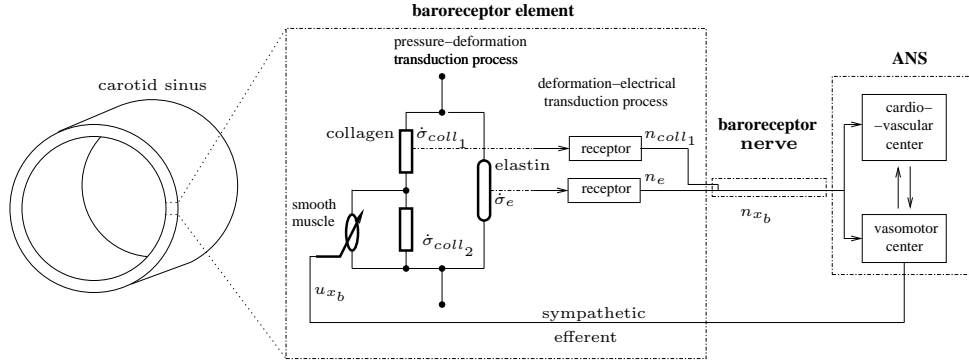 baroreceptor element
pressure–deformation
transduction process
ANS
carotid sinus
deformation–electrical
transduction process
cardio–
–vascular
center
collagen
σ̇coll1
ncoll1
baroreceptor
nerve
receptor
elastin
ne
receptor
smooth
muscle
σ̇e
nxb
σ̇coll2
vasomotor
center
uxb
sympathetic
efferent